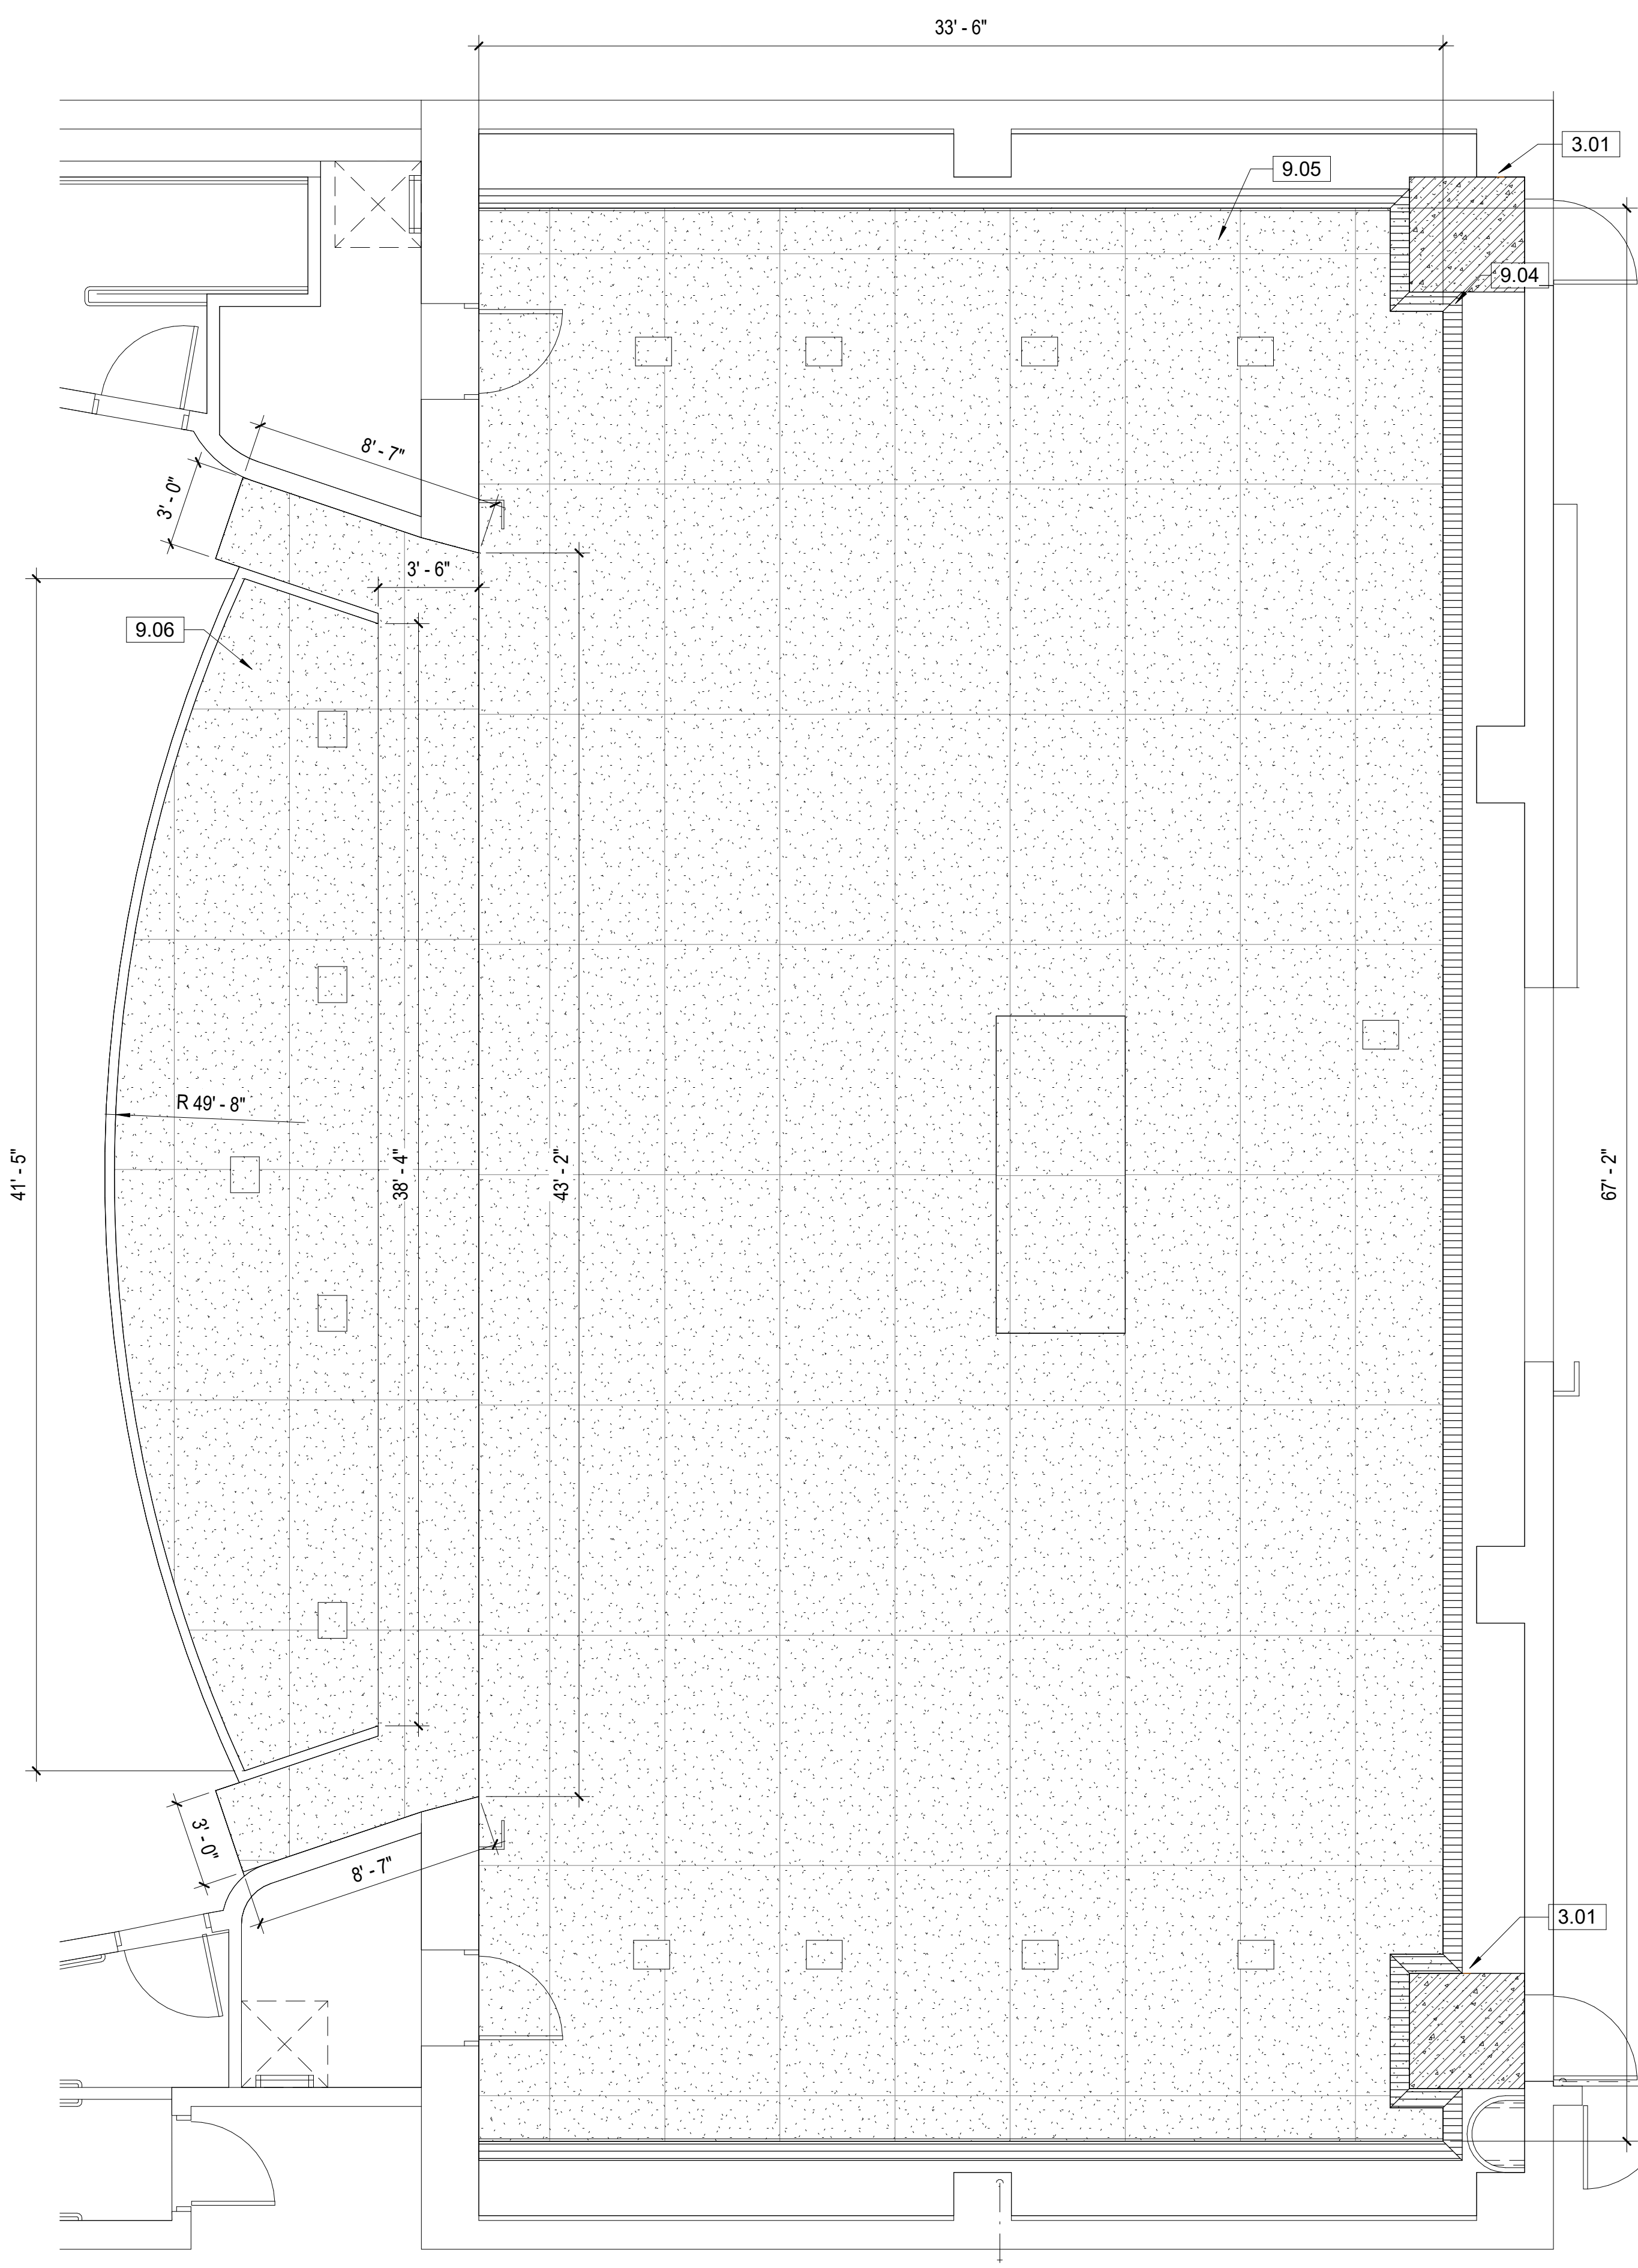 33' - 6"
3.01
9.05
9.04
8' - 7"
3' - 0"
3' - 6"
9.06
R 49' - 8"
41' - 5"
38' - 4"
43' - 2"
67' - 2"
3' - 0"
8' - 7"
3.01